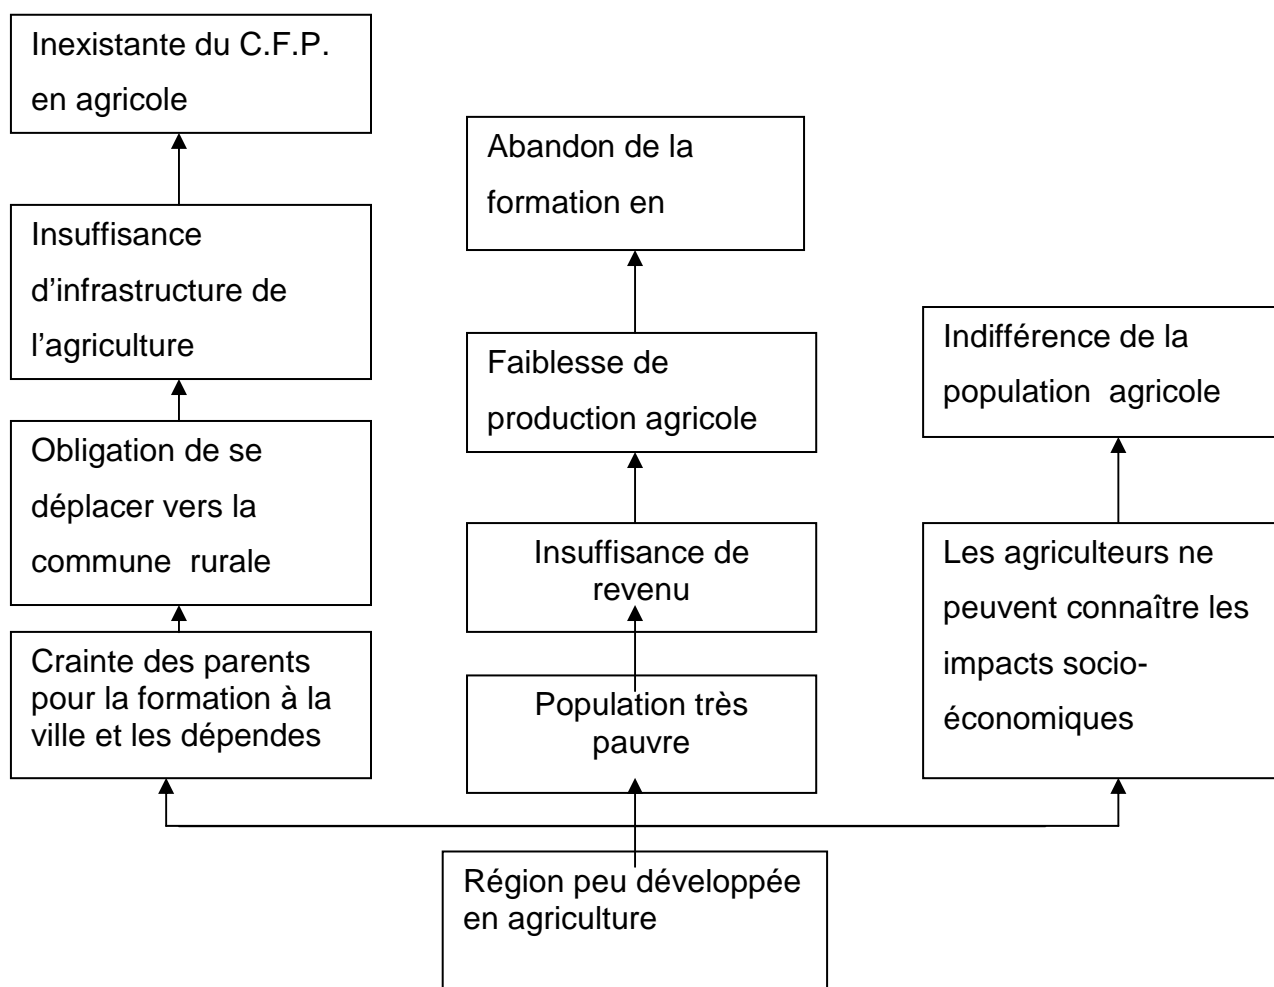 Inexistante du C.F.P.
en agricole
Insuffisance
d’infrastructure de
l’agriculture
Obligation de se
déplacer vers la
commune rurale
Crainte des parents
pour la formation à la
ville et les dépendes
Abandon de la
formation en
Faiblesse de
production agricole
Insuffisance de
revenu
Population très
pauvre
Indifférence de la
population agricole
Les agriculteurs ne
peuvent connaître les
impacts socio-
économiques
Région peu développée
en agriculture